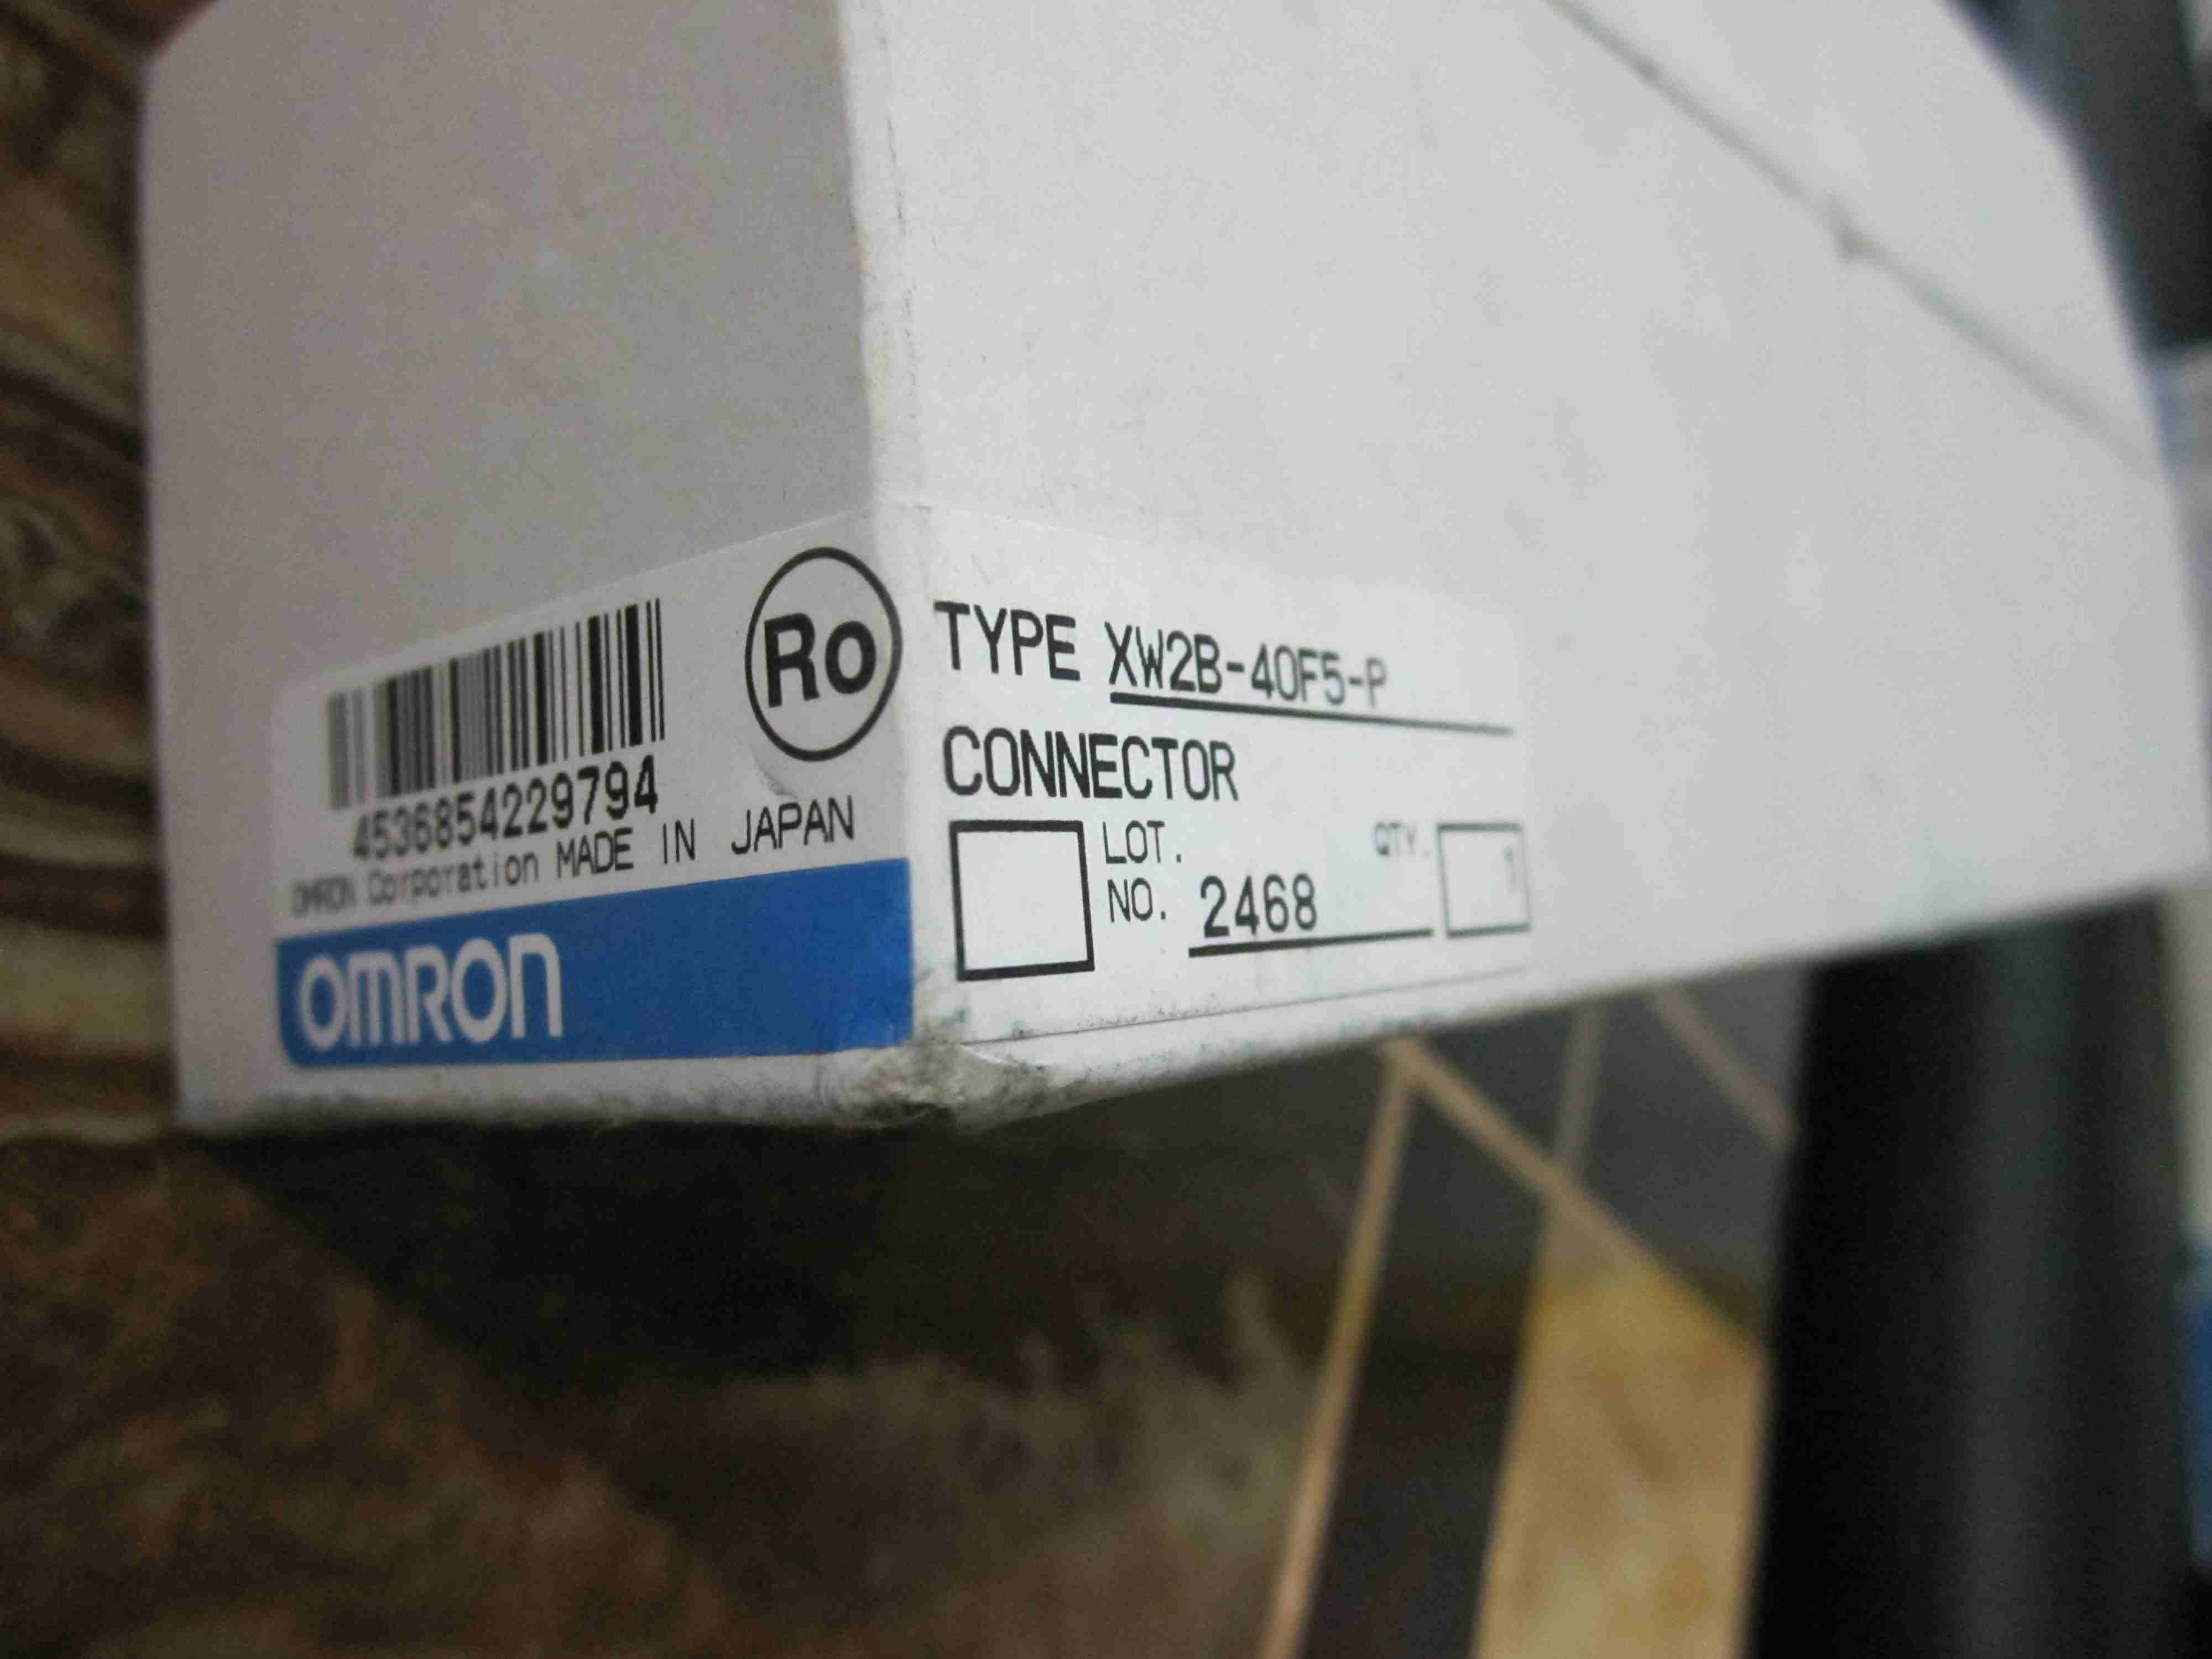 4536854229794
OMRON Corporation MADE IN JAPAN
OMRON
Ro
TYPE XW2B-40F5-P
CONNECTOR
LOT. NO. 2468
QTY. 1